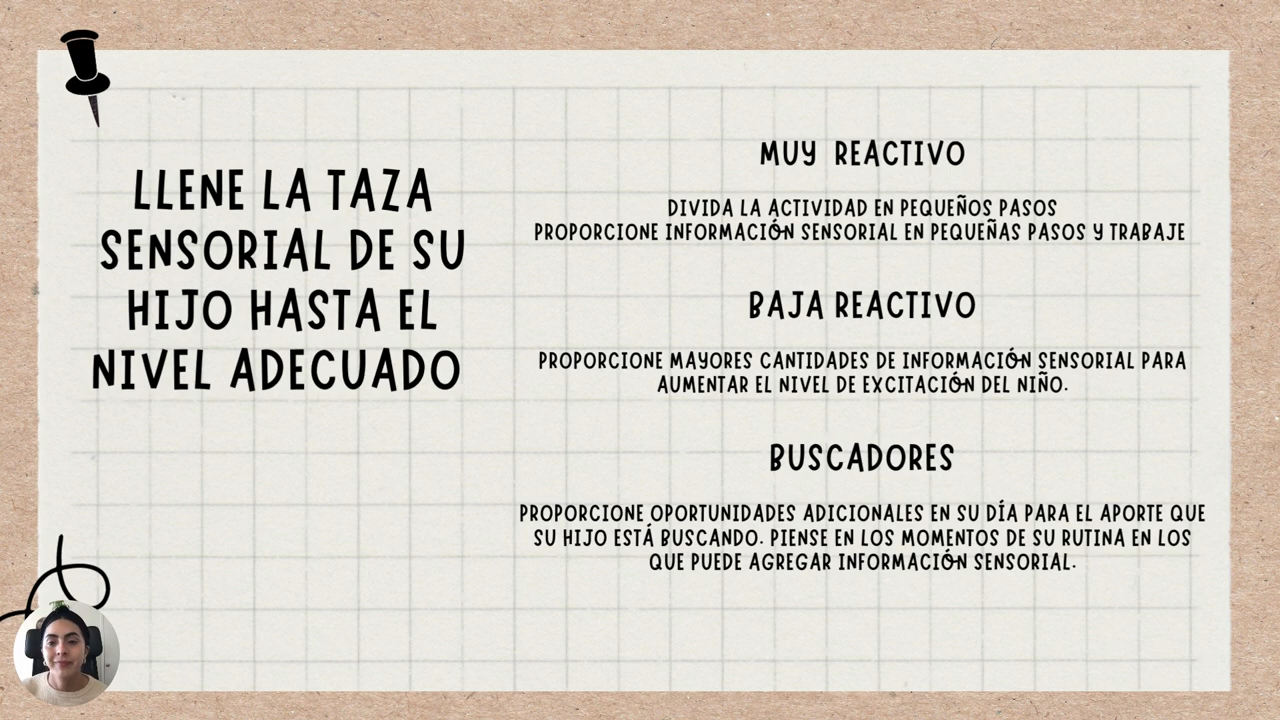 LLENE LA TAZA
SENSORIAL DE SU
HIJO HASTA EL
NIVEL ADECUADO
MUY REACTIVO
DIVIDA LA ACTIVIDAD EN PEQUEÑOS PASOS
PROPORCIONE INFORMACIÓN SENSORIAL EN PEQUEÑAS PASOS Y TRABAJE
BAJA REACTIVO
PROPORCIONE MAYORES CANTIDADES DE INFORMACIÓN SENSORIAL PARA
AUMENTAR EL NIVEL DE EXCITACIÓN DEL NIÑO.
BUSCADORES
PROPORCIONE OPORTUNIDADES ADICIONALES EN SU DÍA PARA EL APORTE QUE
SU HIJO ESTÁ BUSCANDO. PIENSE EN LOS MOMENTOS DE SU RUTINA EN LOS
QUE PUEDE AGREGAR INFORMACIÓN SENSORIAL.